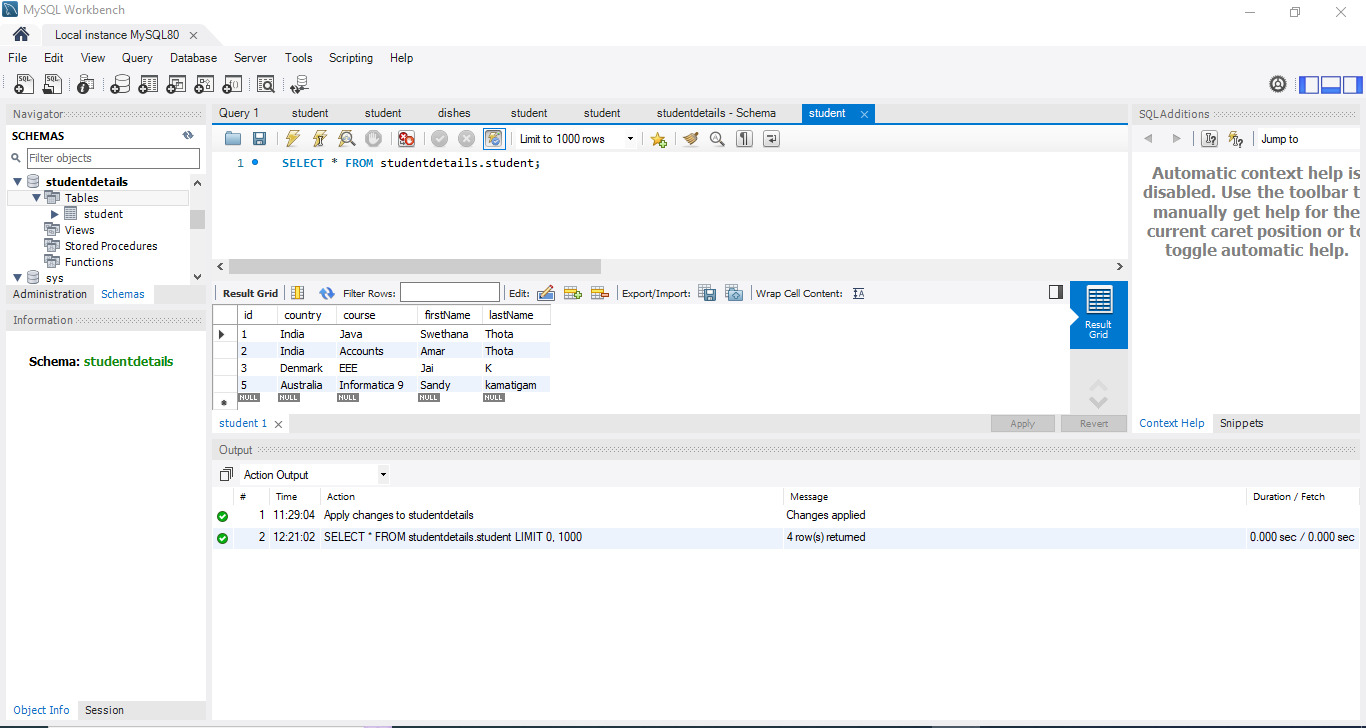 MySQL Workbench
Local instance MySQL80
File Edit View Query Database Server Tools Scripting Help
Navigator
SCHEMAS
Filter objects
studentdetails
Tables
student
Views
Stored Procedures
Functions
sys
Administration Schemas
Information
Schema: studentdetails
Object Info Session
Query 1 student student dishes student student studentdetails - Schema student
Limit to 1000 rows
1 SELECT * FROM studentdetails.student;
Result Grid Filter Rows: Edit: Export/Import: Wrap Cell Content:
id country course firstName lastName
1 India Java Swethana Thota
2 India Accounts Amar Thota
3 Denmark EEE Jai K
5 Australia Informatica 9 Sandy kamatigam
NULL NULL NULL NULL NULL
Result
Grid
student 1 Apply Revert
SQLAdditions
Jump to
Automatic context help is
disabled. Use the toolbar t
manually get help for the
current caret position or to
toggle automatic help.
Context Help Snippets
Output
Action Output
# Time Action Message Duration / Fetch
1 11:29:04 Apply changes to studentdetails Changes applied
2 12:21:02 SELECT * FROM studentdetails.student LIMIT 0, 1000 4 row(s) returned 0.000 sec / 0.000 sec